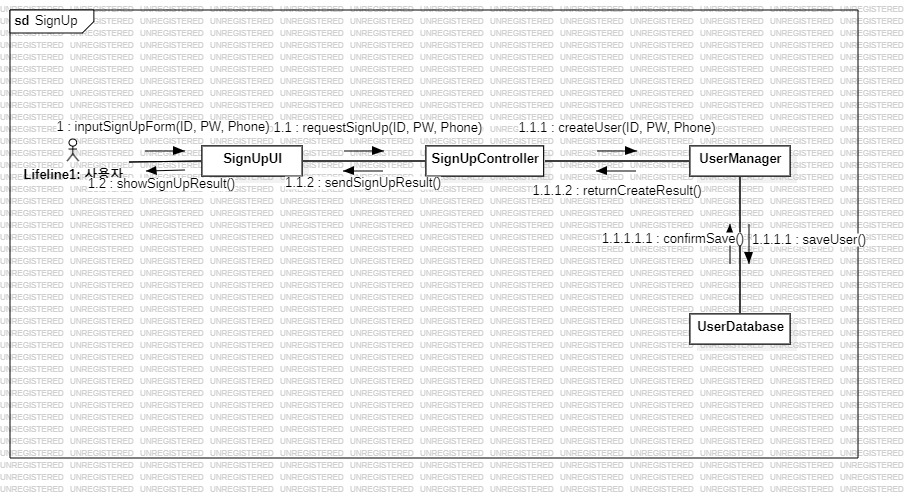 sd SignUp
1 : inputSignUpForm(ID, PW, Phone)
1.1 : requestSignUp(ID, PW, Phone)
1.1.1 : createUser(ID, PW, Phone)
SignUpUI
SignUpController
UserManager
Lifeline1: 사용자
1.2 : showSignUpResult()
1.1.2 : sendSignUpResult()
1.1.1.2 : returnCreateResult()
1.1.1.1.1 : confirmSave()
1.1.1.1 : saveUser()
UserDatabase
UNREGISTERED